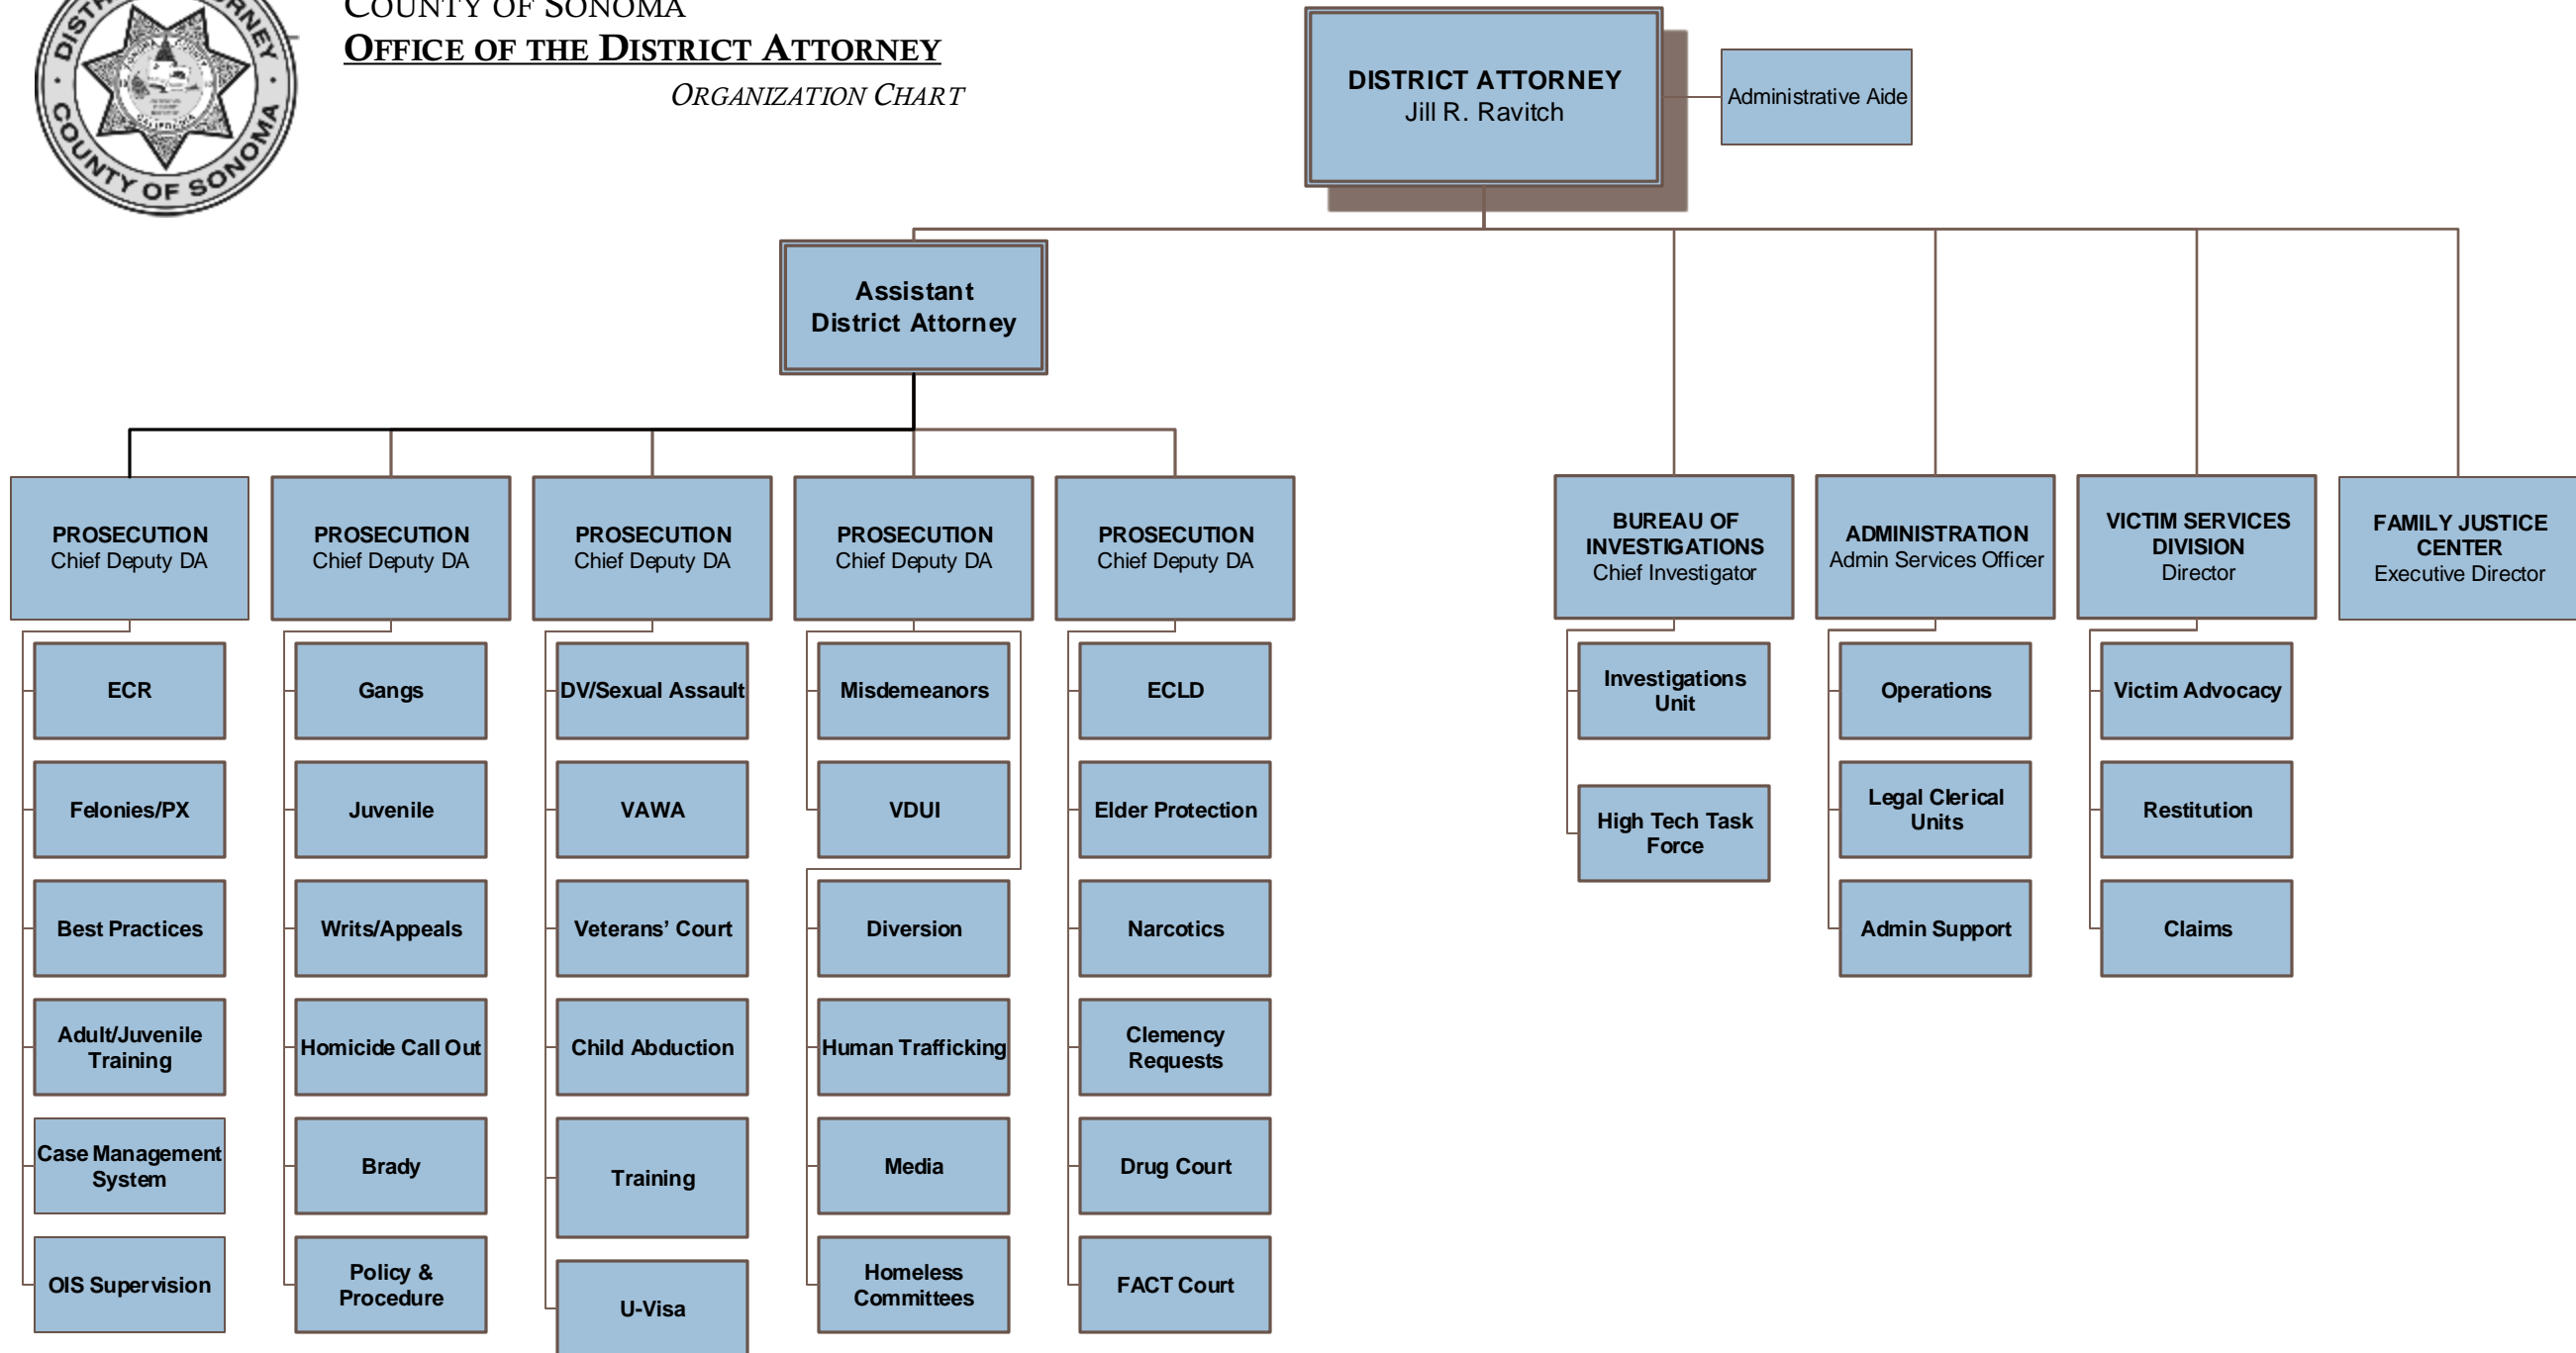 COUNTY OF SONOMA
OFFICE OF THE DISTRICT ATTORNEY
ORGANIZATION CHART
COUNTY OF SONOMA
DISTRICT ATTORNEY
Jill R. Ravitch
Administrative Aide
Assistant
District Attorney
PROSECUTION
Chief Deputy DA
PROSECUTION
Chief Deputy DA
PROSECUTION
Chief Deputy DA
PROSECUTION
Chief Deputy DA
PROSECUTION
Chief Deputy DA
BUREAU OF
INVESTIGATIONS
Chief Investigator
ADMINISTRATION
Admin Services Officer
VICTIM SERVICES
DIVISION
Director
FAMILY JUSTICE
CENTER
Executive Director
ECR
Felonies/PX
Best Practices
Adult/Juvenile
Training
Case Management
System
OIS Supervision
Gangs
Juvenile
Writs/Appeals
Homicide Call Out
Brady
Policy &
Procedure
DV/Sexual Assault
VAWA
Veterans’ Court
Child Abduction
Training
U-Visa
Misdemeanors
VDUI
Diversion
Human Trafficking
Media
Homeless
Committees
ECLD
Elder Protection
Narcotics
Clemency
Requests
Drug Court
FACT Court
Investigations
Unit
High Tech Task
Force
Operations
Legal Clerical
Units
Admin Support
Victim Advocacy
Restitution
Claims